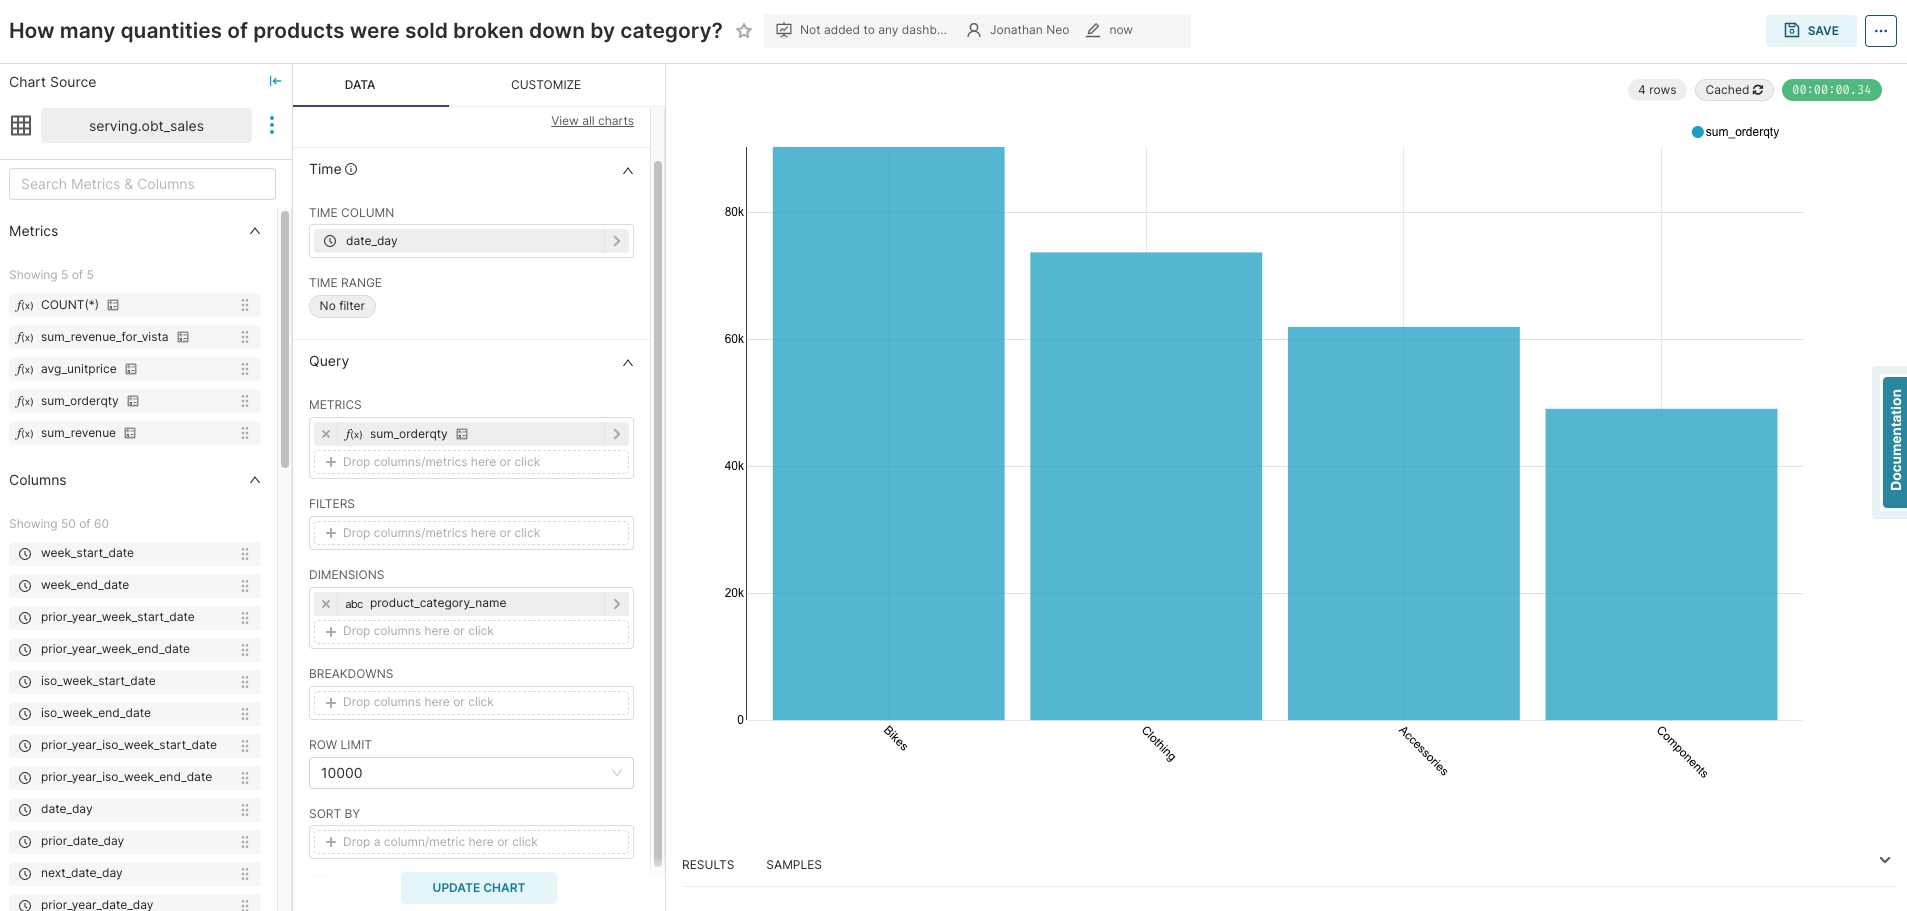 How many quantities of products were sold broken down by category?
Not added to any dashb...
Jonathan Neo
now
SAVE
...
Chart Source
serving.obt_sales
Search Metrics & Columns
Metrics
Showing 5 of 5
f(x) COUNT(*)
f(x) sum_revenue_for_vista
f(x) avg_unitprice
f(x) sum_orderqty
f(x) sum_revenue
Columns
Showing 50 of 60
week_start_date
week_end_date
prior_year_week_start_date
prior_year_week_end_date
iso_week_start_date
iso_week_end_date
prior_year_iso_week_start_date
prior_year_iso_week_end_date
date_day
prior_date_day
next_date_day
prior_year_date_day
DATA
CUSTOMIZE
View all charts
Time
TIME COLUMN
date_day
TIME RANGE
No filter
Query
METRICS
f(x) sum_orderqty
+ Drop columns/metrics here or click
FILTERS
+ Drop columns/metrics here or click
DIMENSIONS
abc product_category_name
+ Drop columns here or click
BREAKDOWNS
+ Drop columns here or click
ROW LIMIT
10000
SORT BY
+ Drop a column/metric here or click
UPDATE CHART
4 rows
Cached
00:00:00.34
sum_orderqty
80k
60k
40k
20k
0
Bikes
Clothing
Accessories
Components
Documentation
RESULTS
SAMPLES